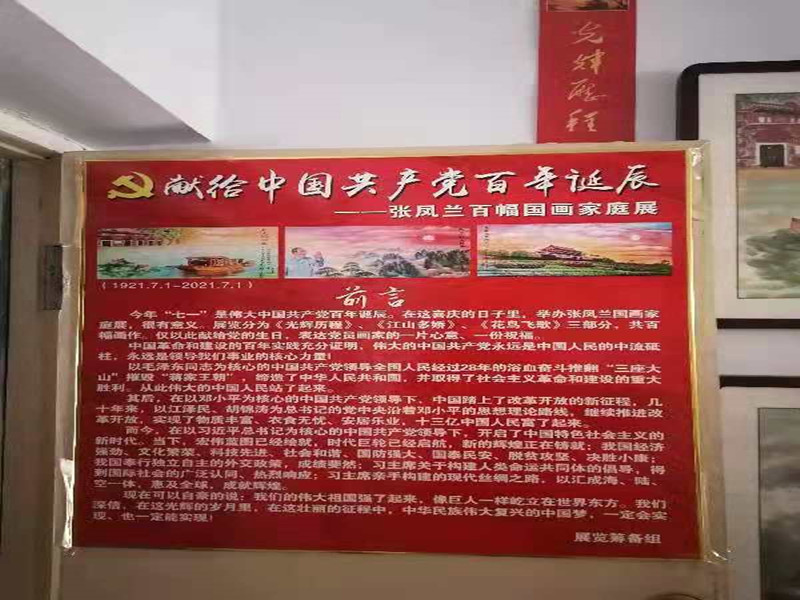 光辉历程
献给中国共产党百年诞辰
——张凤兰百幅国画家庭展
(1921.7.1-2021.7.1)
前言
今年“七一”是伟大中国共产党百年诞辰。在这喜庆的日子里，举办张凤兰国画家
庭展，很有意义。展览分为《光辉历程》、《江山多娇》、《花鸟飞歌》三部分，共百
幅画作。仅以此献给党的生日，表达党员画家的一片心意、一份祝福。
中国革命和建设的百年实践充分证明，伟大的中国共产党永远是中国人民的中流砥
柱，永远是领导我们事业的核心力量!
以毛泽东同志为核心的中国共产党领导全国人民经过28年的浴血奋斗推翻“三座大
山”摧毁“蒋家王朝”，缔造了中华人民共和国，并取得了社会主义革命和建设的重大
胜利。从此伟大的中国人民站了起来。
其后，在以邓小平为核心的中国共产党领导下，中国踏上了改革开放的新征程，几
十年来，以江泽民、胡锦涛为总书记的党中央沿着邓小平的思想理论路线，继续推进改
革开放，实现了物质丰富、衣食无忧、安居乐业，十三亿中国人民富了起来。
而今，在以习近平总书记为核心的中国共产党领导下，开启了中国特色社会主义的
新时代。当下，宏伟蓝图已经绘就，时代巨轮已经启航，新的辉煌正在铸就；我国经济
强劲、文化繁荣、科技先进、社会和谐、国防强大、国泰民安、脱贫攻坚、决胜小康；
我国奉行独立自主的外交政策，成绩斐然；习主席关于构建人类命运共同体的倡导，得
到国际社会的广泛认同、热烈响应；习主席亲手构建的现代丝绸之路，以汇成海、陆、
空一体，惠及全球，成就辉煌。
现在可以自豪的说：我们的伟大祖国强了起来，像巨人一样屹立在世界东方。我们
深信，在这光辉的岁月里，在这壮丽的征程中，中华民族伟大复兴的中国梦，一定会实
现、也一定能实现!
展览筹备组